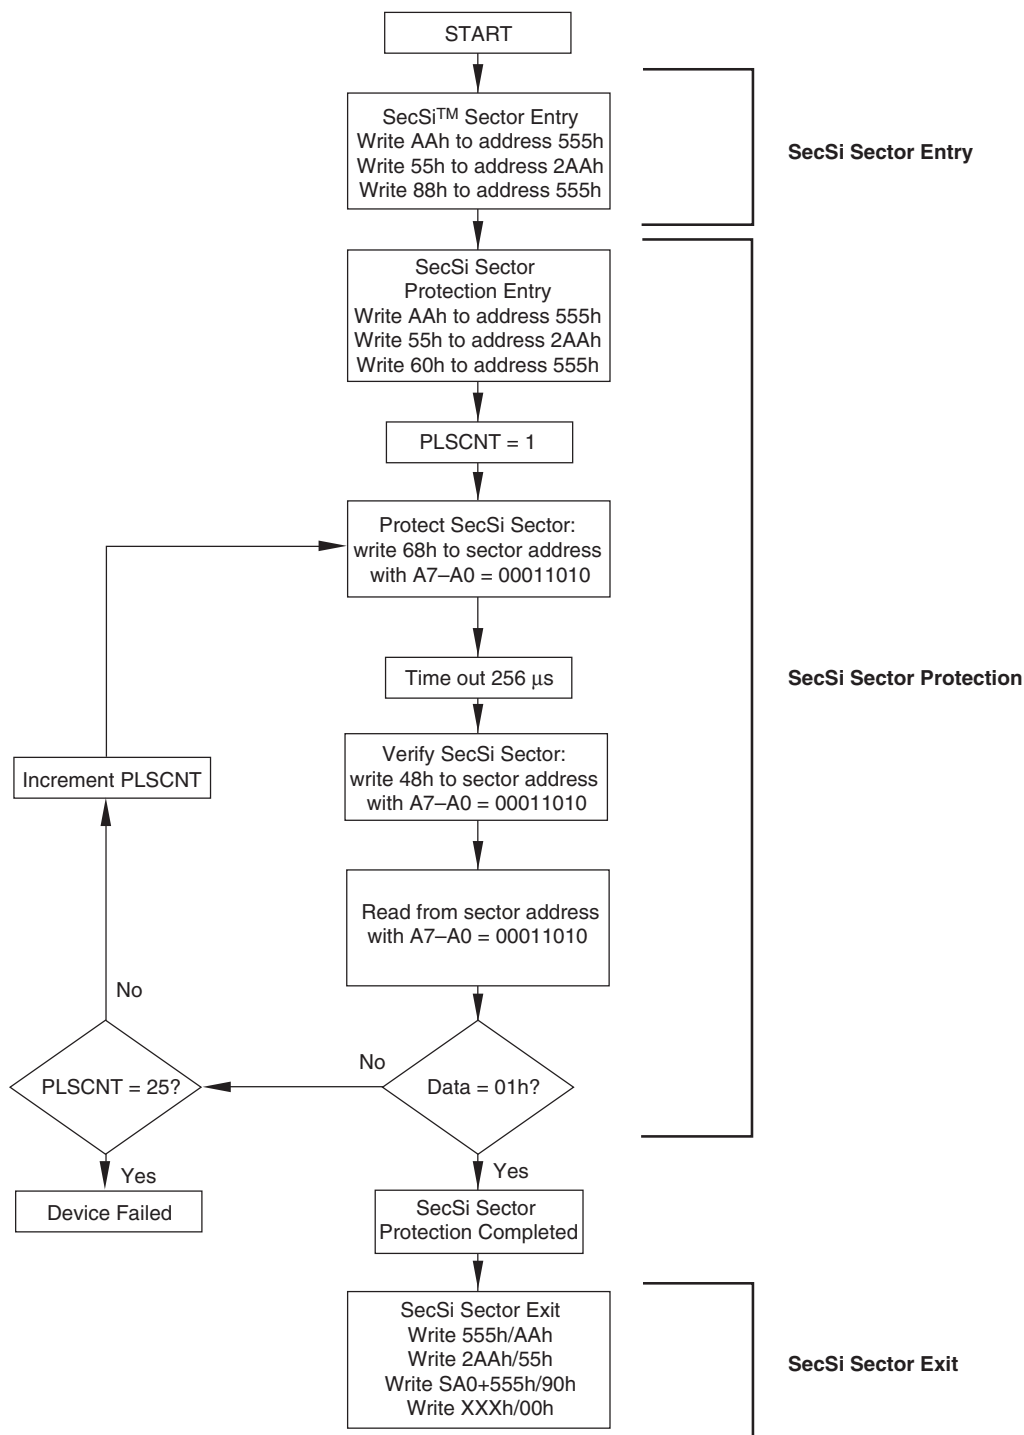 START
SecSi™ Sector Entry
Write AAh to address 555h
Write 55h to address 2AAh
Write 88h to address 555h
SecSi Sector Entry
SecSi Sector
Protection Entry
Write AAh to address 555h
Write 55h to address 2AAh
Write 60h to address 555h
PLSCNT = 1
Protect SecSi Sector:
write 68h to sector address
with A7–A0 = 00011010
Time out 256 μs
SecSi Sector Protection
Verify SecSi Sector:
write 48h to sector address
with A7–A0 = 00011010
Increment PLSCNT
Read from sector address
with A7–A0 = 00011010
No
No
PLSCNT = 25?
Data = 01h?
Yes
Yes
Device Failed
SecSi Sector
Protection Completed
SecSi Sector Exit
Write 555h/AAh
Write 2AAh/55h
Write SA0+555h/90h
Write XXXh/00h
SecSi Sector Exit